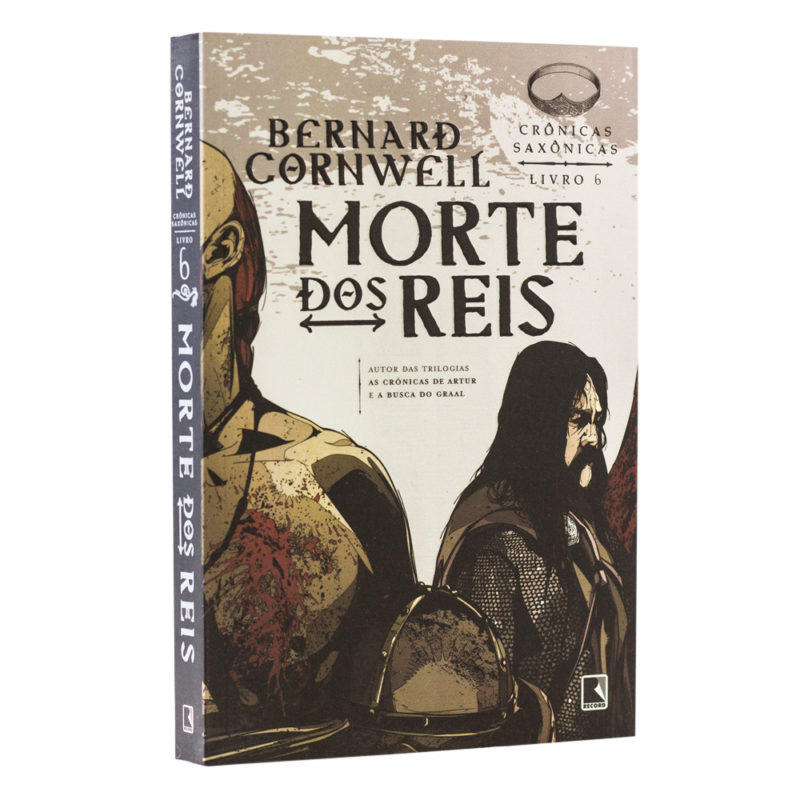 BERNARD
CORNWELL
CRÔNICAS
SAXÔNICAS
LIVRO
6
MORTE DOS REIS
R
CRÔNICAS
SAXÔNICAS
LIVRO 6
BERNARD
CORNWELL
MORTE
DOS REIS
AUTOR DAS TRILOGIAS
AS CRÔNICAS DE ARTUR
E A BUSCA DO GRAAL
R
RECORD